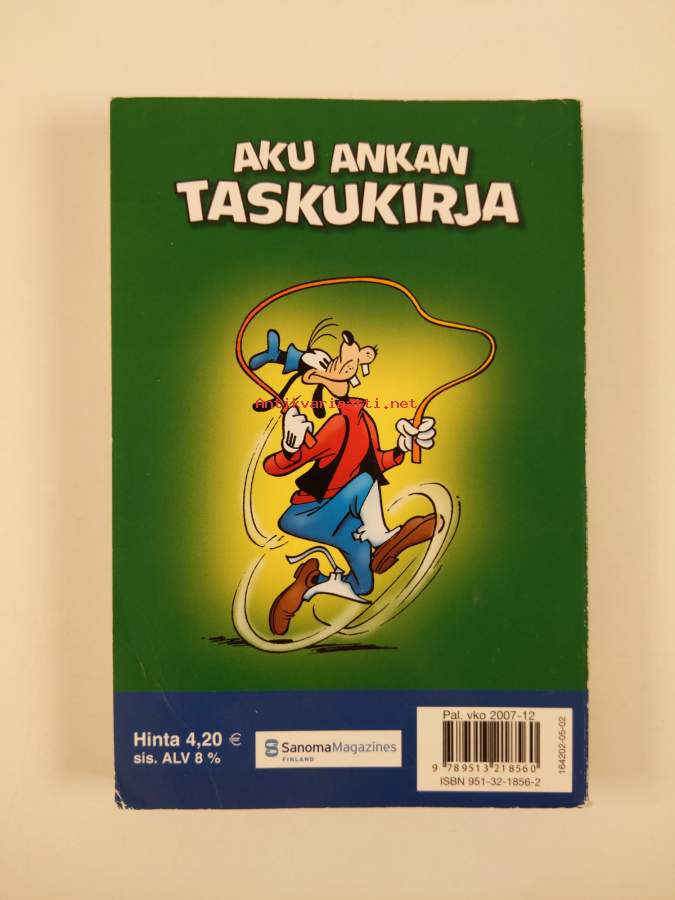 AKU ANKAN
TASKUKIRJA
Antikvariaatti.net
Hinta 4,20 €
sis. ALV 8 %
SanomaMagazines
FINLAND
Pal. vko 2007-12
9 789513 218560
ISBN 951-32-1856-2
164202-05-02